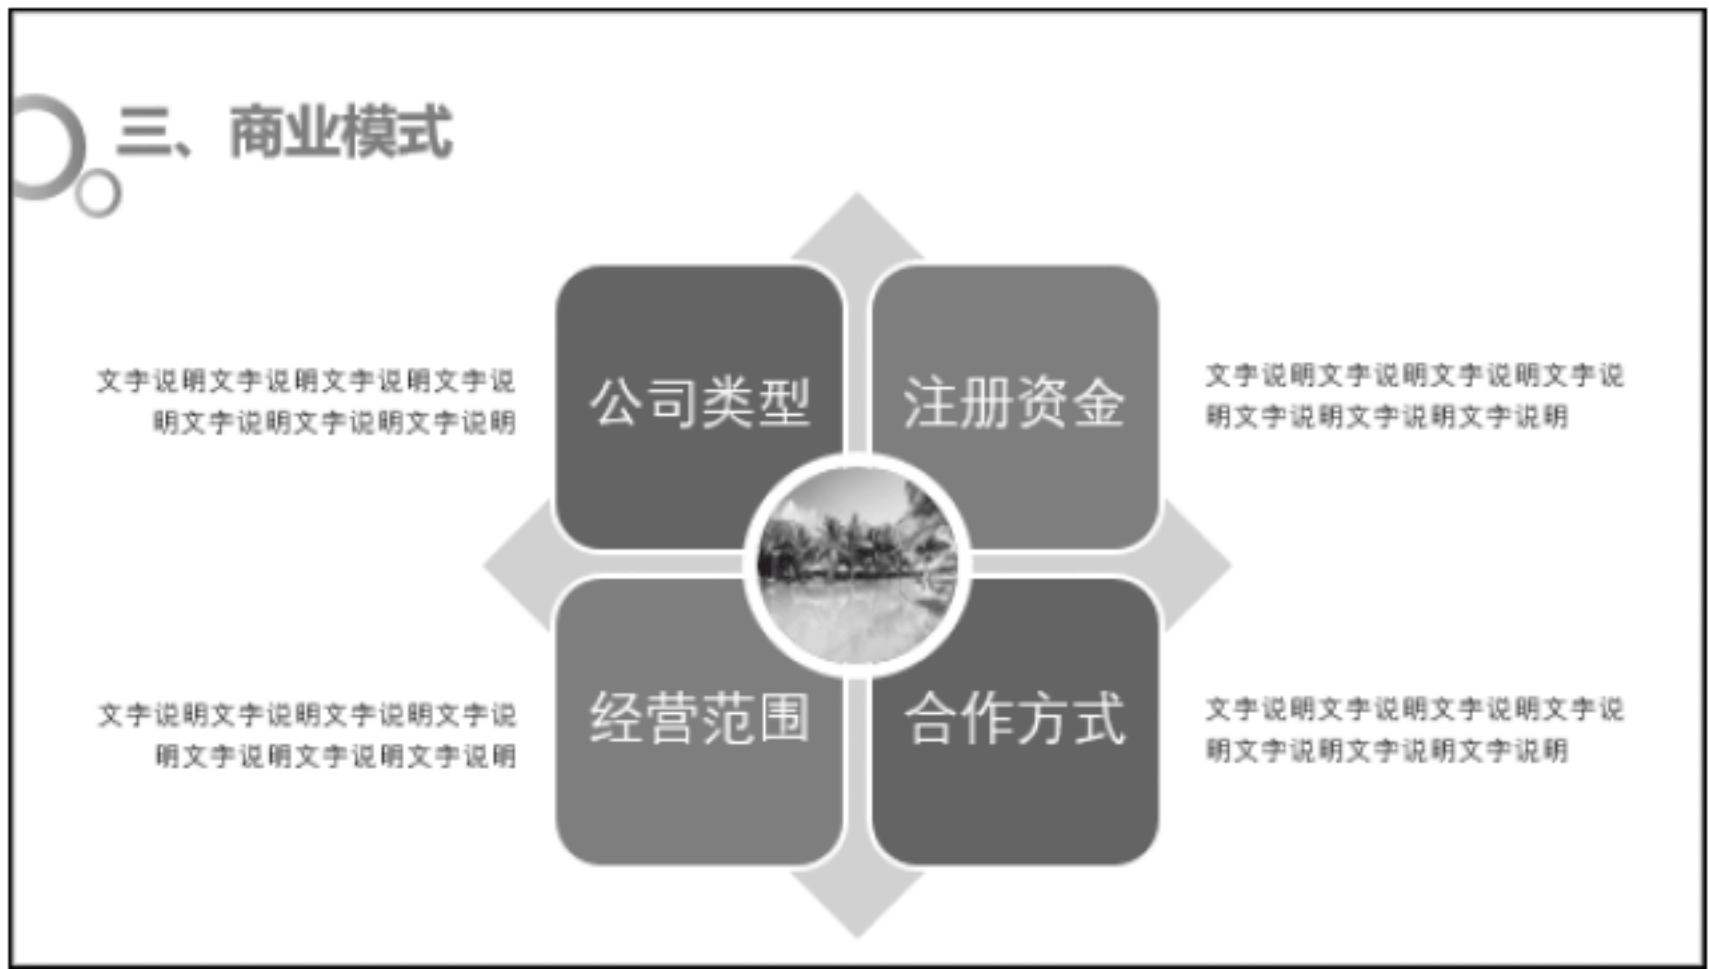 三、商业模式
文字说明文字说明文字说明文字说
明文字说明文字说明文字说明
公司类型
注册资金
文字说明文字说明文字说明文字说
明文字说明文字说明文字说明
文字说明文字说明文字说明文字说
明文字说明文字说明文字说明
经营范围
合作方式
文字说明文字说明文字说明文字说
明文字说明文字说明文字说明